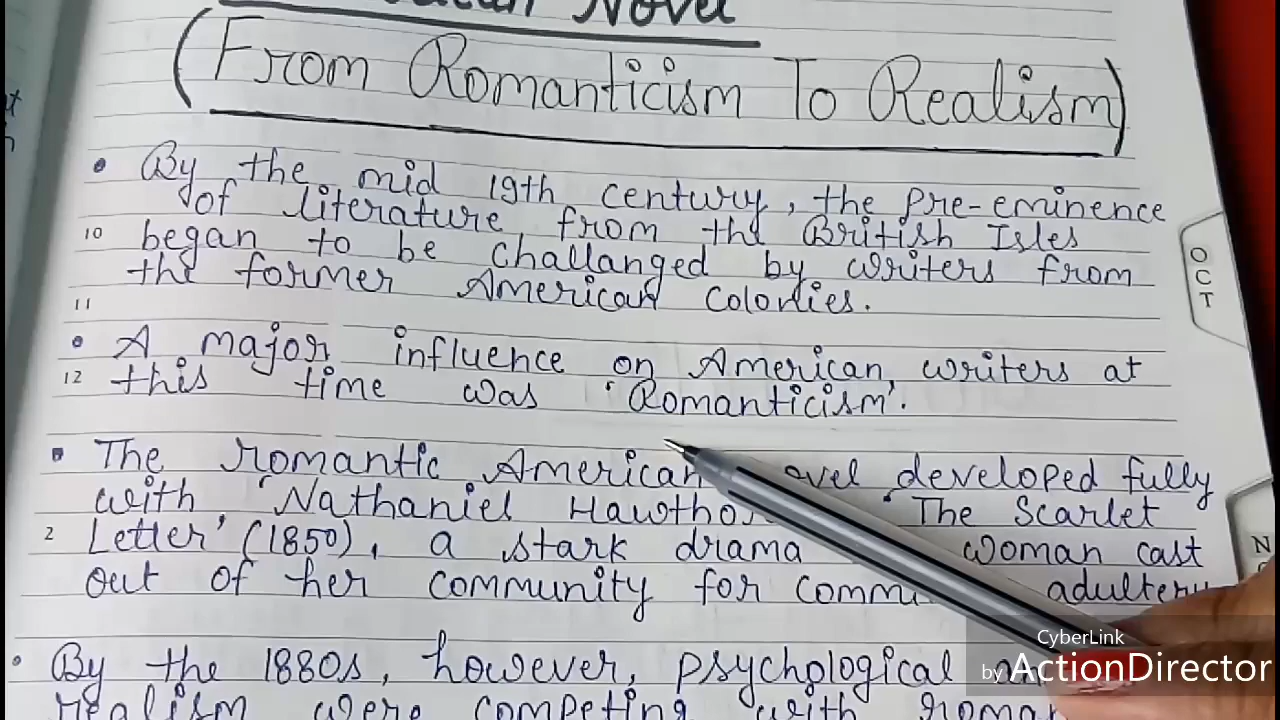 Novel
(From Romanticism To Realism)
• By the mid 19th century, the pre-eminence
of literature from the British Isles
10 began to be challanged by writers from
the former American colonies.
11
• A major influence on American writers at
12 this time was 'Romanticism'.
• The romantic American developed fully
with 'Nathaniel 'The Scarlet
2 Letter' (1850), a stark drama woman cast
out of her community for adultery
• By the 1880s, however, psychological
realism were competing with
OCT
CyberLink
by ActionDirector